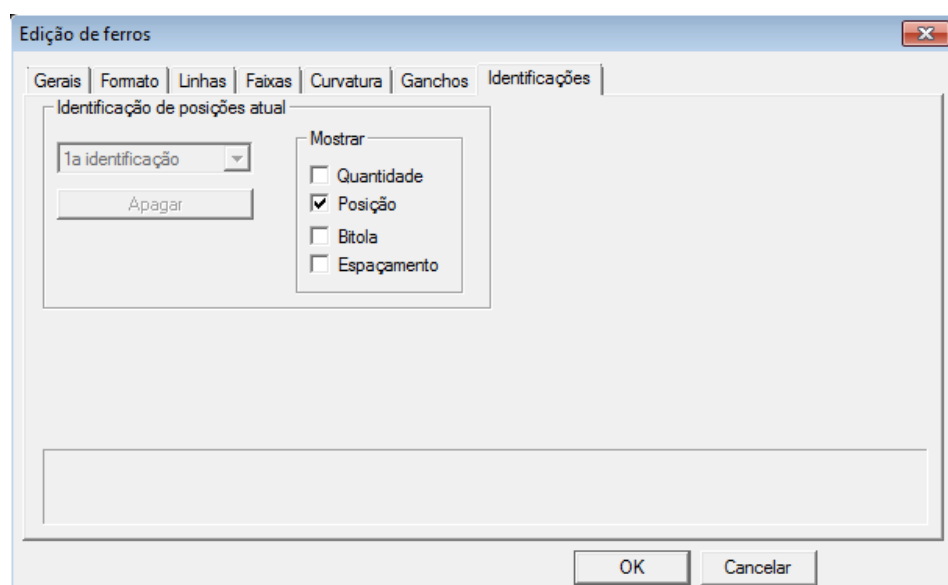 Edição de ferros
Gerais Formato Linhas Faixas Curvatura Ganchos Identificações
Identificação de posições atual
1a identificação
Apagar
Mostrar
Quantidade
Posição
Bitola
Espaçamento
OK Cancelar